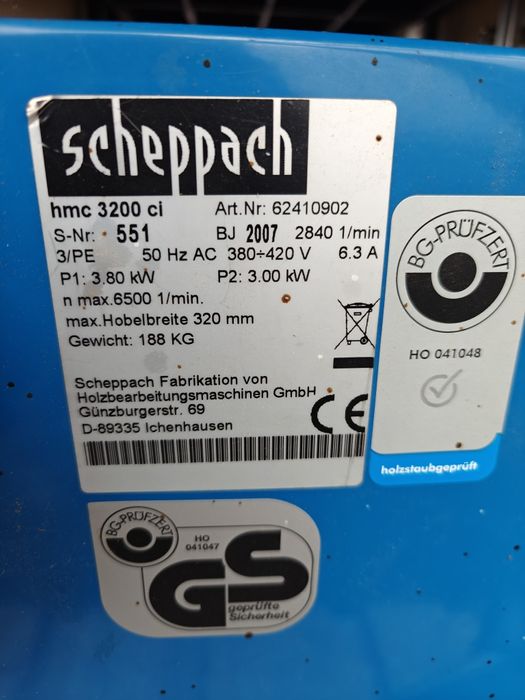 scheppach
hmc 3200 ci Art.Nr: 62410902
S-Nr: 551 BJ 2007 2840 1/min
3/PE 50 Hz AC 380÷420 V 6.3 A
P1: 3.80 kW P2: 3.00 kW
n max.6500 1/min.
max.Hobelbreite 320 mm
Gewicht: 188 KG
Scheppach Fabrikation von
Holzbearbeitungsmaschinen GmbH
Günzburgerstr. 69
D-89335 Ichenhausen
CE
BG-PRÜFZERT
HO 041048
holzstaubgeprüft
BG-PRÜFZERT
HO
041047
GS
geprüfte
Sicherheit